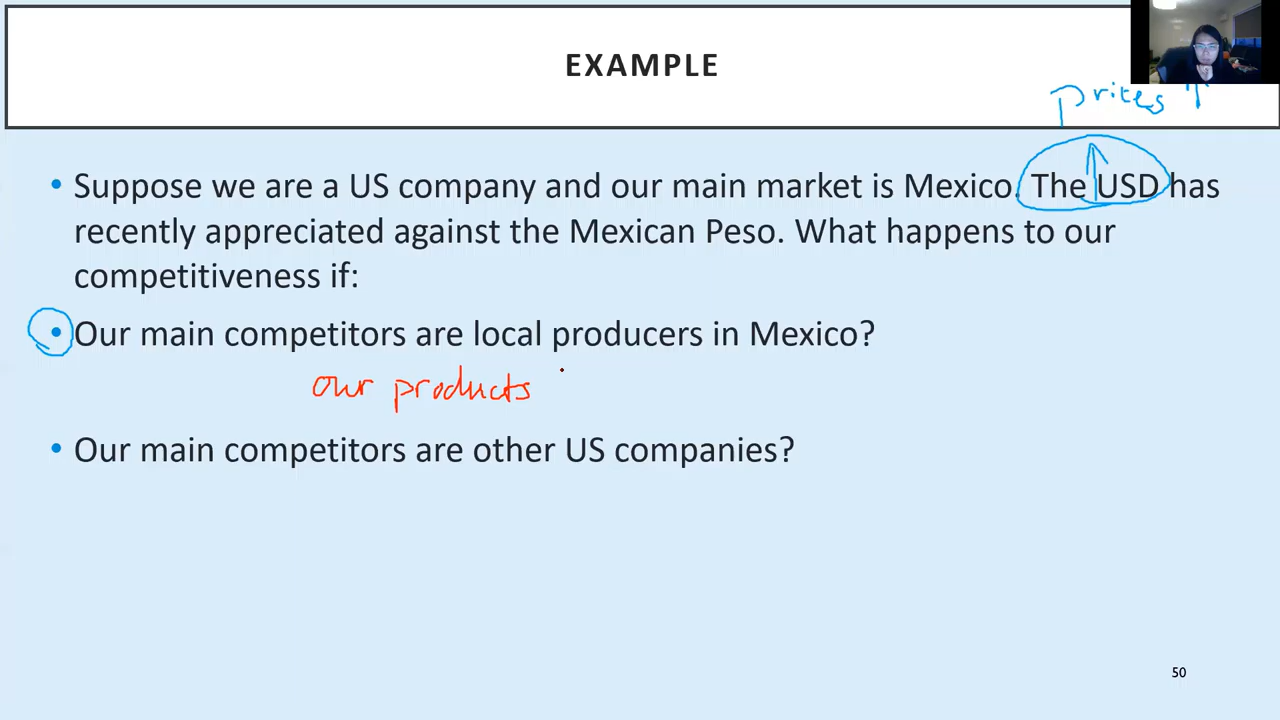 EXAMPLE
prices ↑
• Suppose we are a US company and our main market is Mexico. The USD has
recently appreciated against the Mexican Peso. What happens to our
competitiveness if:
• Our main competitors are local producers in Mexico?
our products
• Our main competitors are other US companies?
50